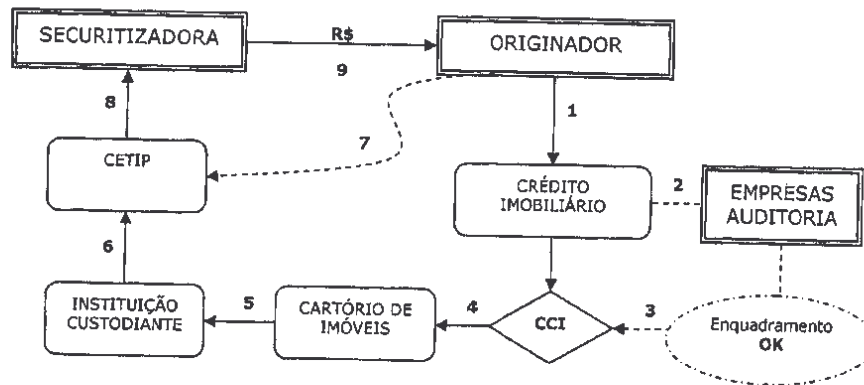 SECURITIZADORA
R$
ORIGINADOR
9
8
1
7
CETIP
CRÉDITO
IMOBILIÁRIO
2
EMPRESAS
AUDITORIA
6
INSTITUIÇÃO
CUSTODIANTE
5
CARTÓRIO DE
IMÓVEIS
4
CCI
3
Enquadramento
OK